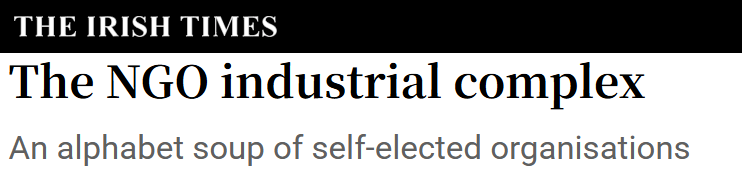 THE IRISH TIMES
The NGO industrial complex
An alphabet soup of self-elected organisations